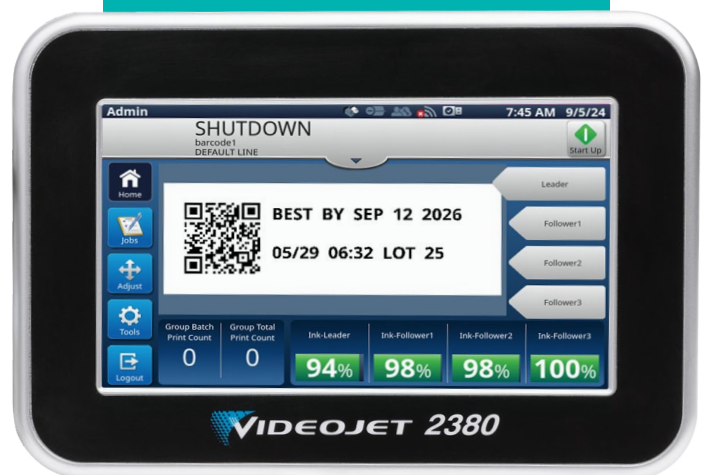 Admin 7:45 AM 9/5/24
SHUTDOWN
barcode1
DEFAULT LINE
Start Up
Home
Jobs
Adjust
Tools
Logout
BEST BY SEP 12 2026
05/29 06:32 LOT 25
Leader
Follower1
Follower2
Follower3
Group Batch
Print Count
0
Group Total
Print Count
0
Ink-Leader
94%
Ink-Follower1
98%
Ink-Follower2
98%
Ink-Follower3
100%
VIDEOJET 2380